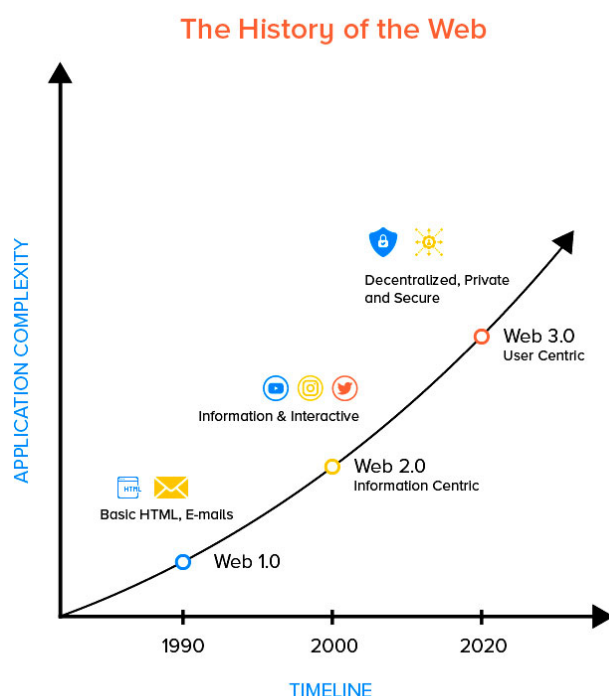 The History of the Web
APPLICATION COMPLEXITY
Decentralized, Private
and Secure
Web 3.0
User Centric
Information & Interactive
Web 2.0
Information Centric
HTML
Basic HTML, E-mails
Web 1.0
1990
2000
2020
TIMELINE